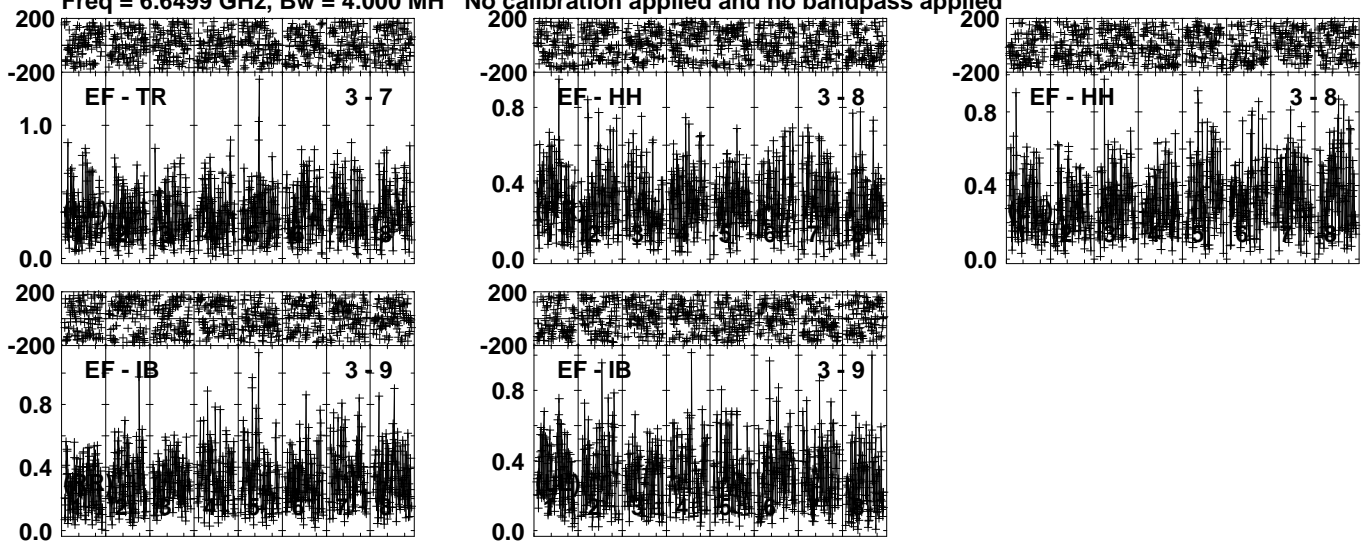 Freq = 6.6499 GHz, Bw = 4.000 MH No calibration applied and no bandpass applied
200 200 200
-200 -200 -200
EF - TR 3 - 7 EF - HH 3 - 8 EF - HH 3 - 8
1.0 0.8 0.8
0.4 0.4
0.0 0.0 0.0
200 200
-200 -200
EF - IB 3 - 9 EF - IB 3 - 9
0.8 0.8
0.4 0.4
0.0 0.0